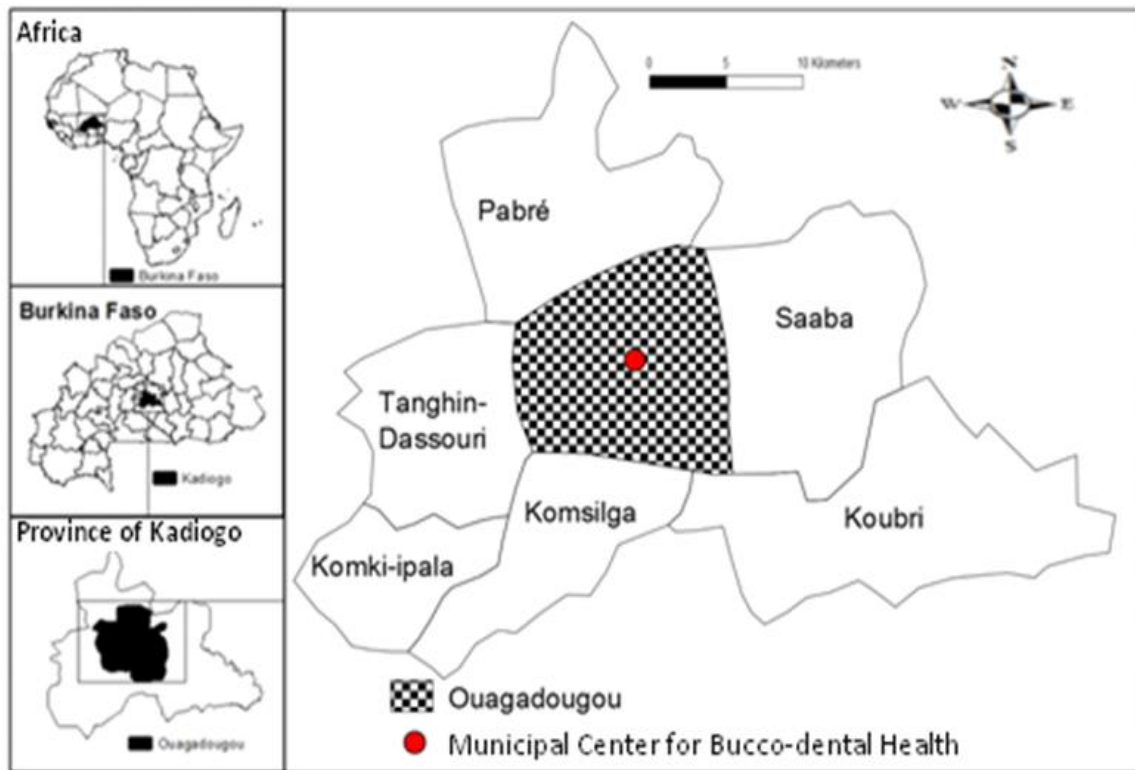 Africa
Burkina Faso
Burkina Faso
Kadiogo
Province of Kadiogo
Ouagadougou
0 5 10 Kilometers
N
W E
S
Pabré
Saaba
Tanghin-
Dassouri
Komsilga
Koubri
Komki-ipala
Ouagadougou
Municipal Center for Bucco-dental Health